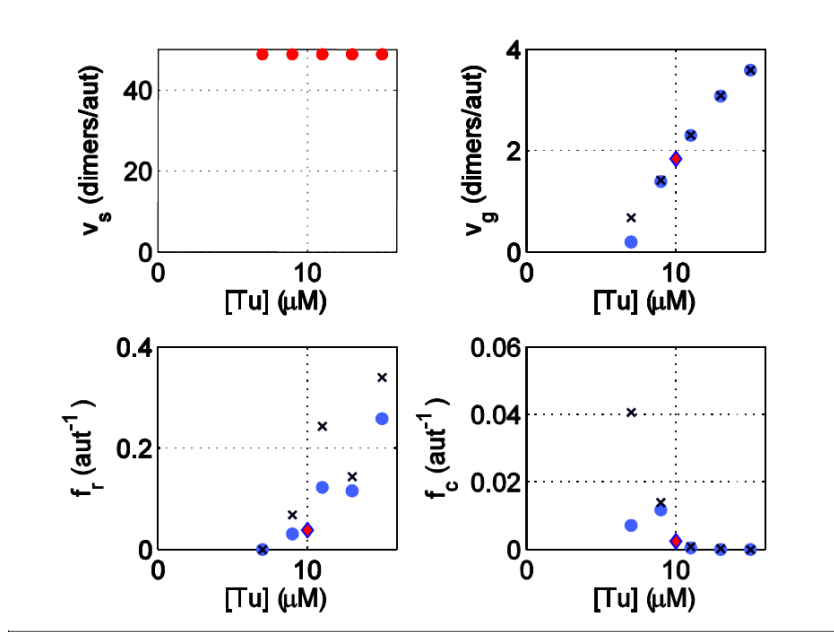 40
20
0
v_s (dimers/aut)
0 10
[Tu] (μM)
4
2
0
v_g (dimers/aut)
0 10
[Tu] (μM)
0.4
0.2
0
f_r (aut^-1 )
0 10
[Tu] (μM)
0.06
0.04
0.02
0
f_c (aut^-1)
0 10
[Tu] (μM)